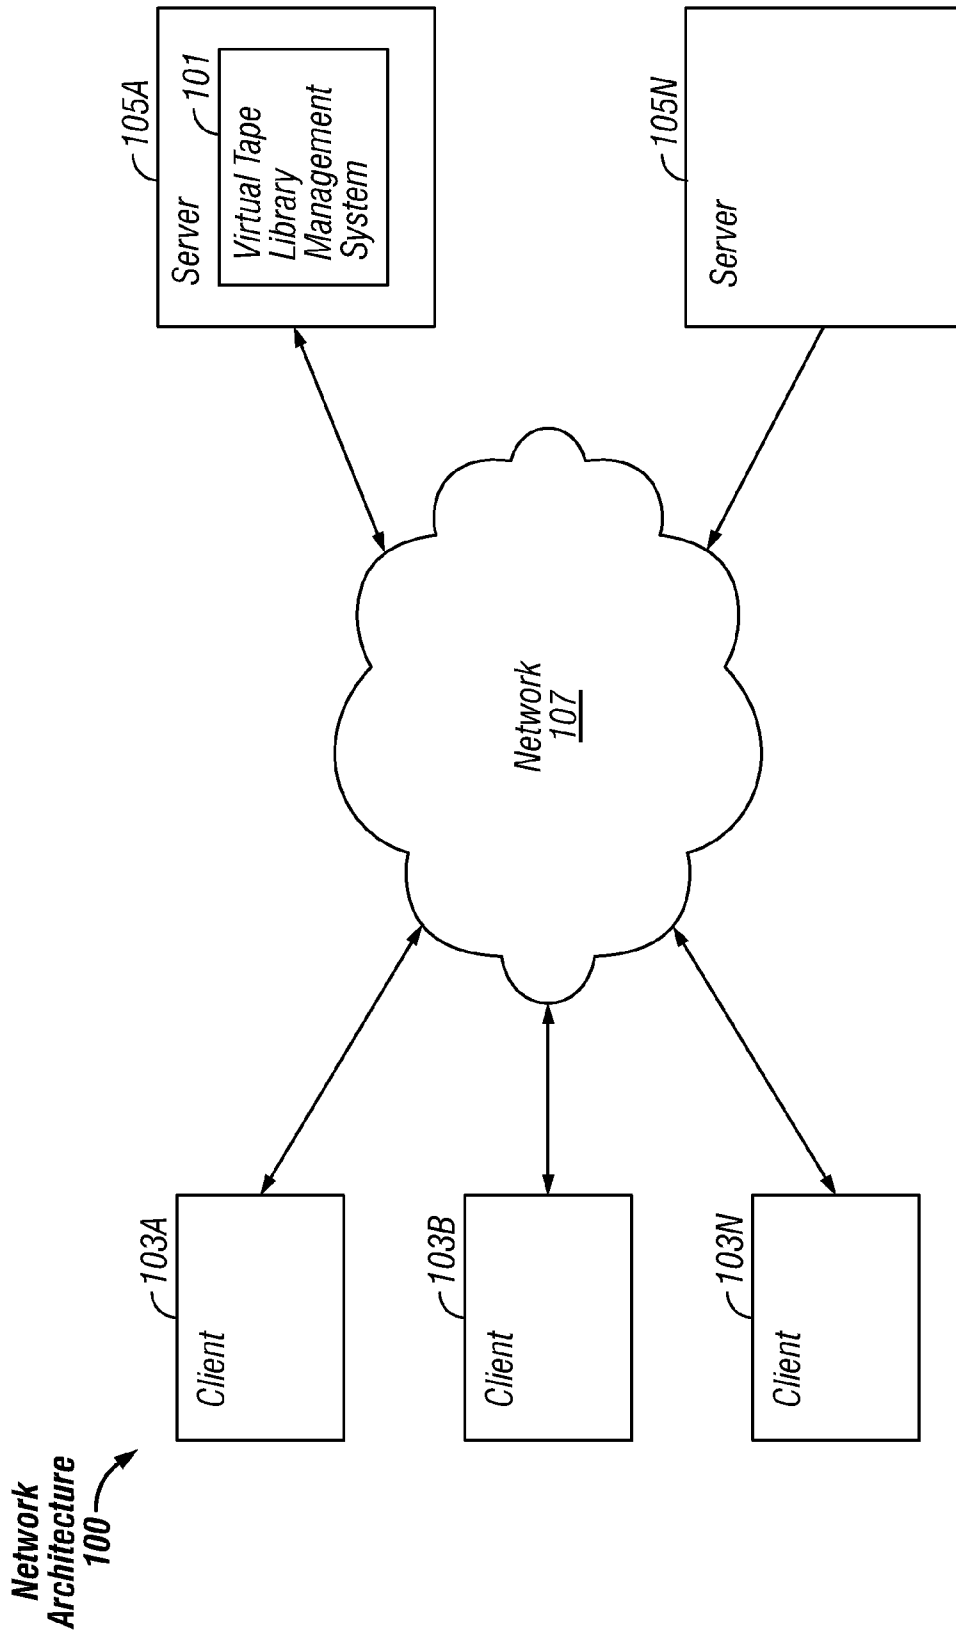 Network
Architecture
100
103A
Client
103B
Client
103N
Client
Network
107
105A
Server
101
Virtual Tape
Library
Management
System
105N
Server